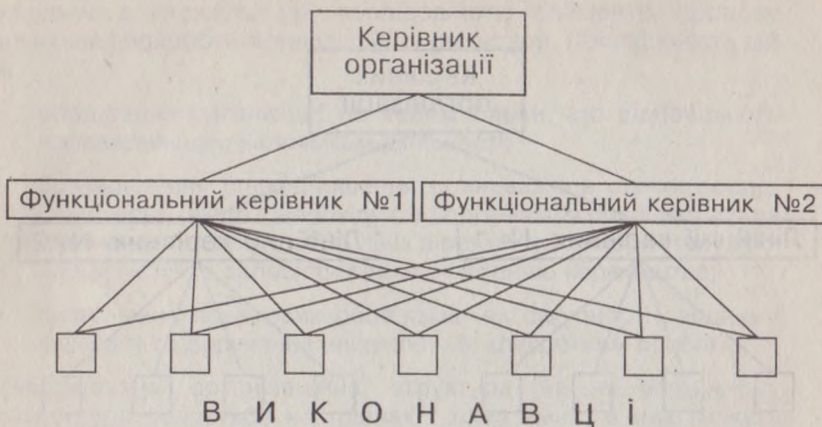 Керівник
організації
Функціональний керівник №1 Функціональний керівник №2
В И К О Н А В Ц І